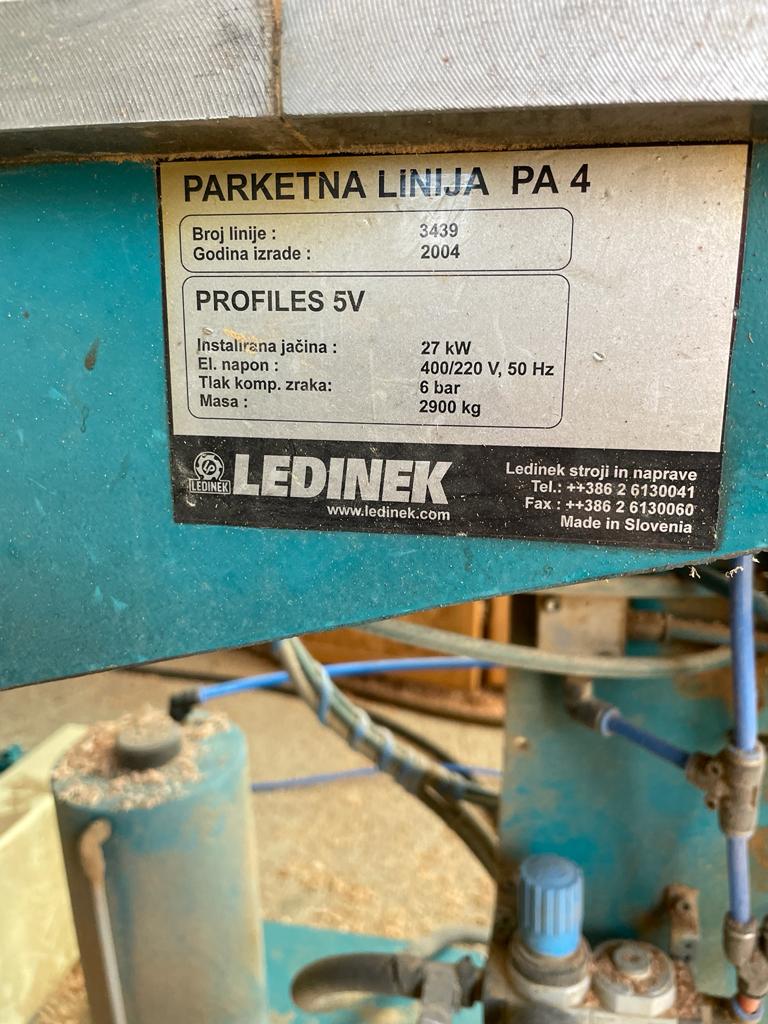 PARKETNA LINIJA PA 4
Broj linije : 3439
Godina izrade : 2004
PROFILES 5V
Instalirana jačina : 27 kW
El. napon : 400/220 V, 50 Hz
Tlak komp. zraka: 6 bar
Masa : 2900 kg
LEDINEK
LEDINEK
www.ledinek.com
Ledinek stroji in naprave
Tel.: ++386 2 6130041
Fax : ++386 2 6130060
Made in Slovenia